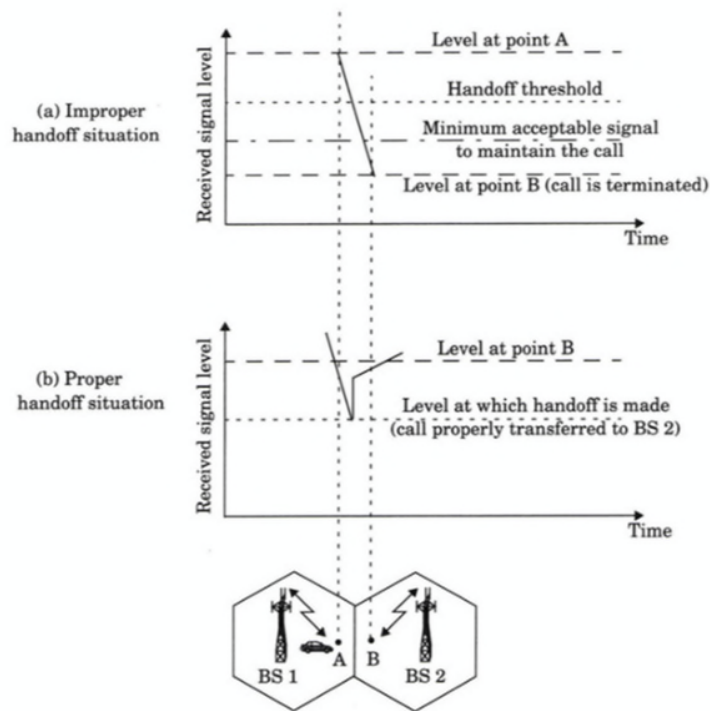 Level at point A
Handoff threshold
(a) Improper
handoff situation
Minimum acceptable signal
to maintain the call
Level at point B (call is terminated)
Received signal level
Time
Level at point B
(b) Proper
handoff situation
Level at which handoff is made
(call properly transferred to BS 2)
Received signal level
Time
A
B
BS 1
BS 2